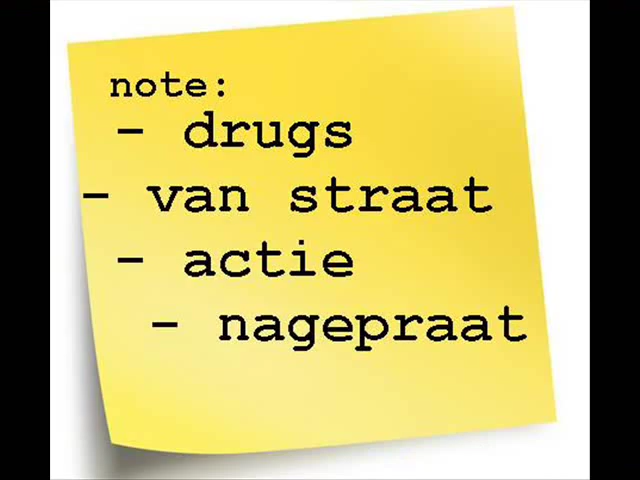 note:
- drugs
- van straat
- actie
- nagepraat